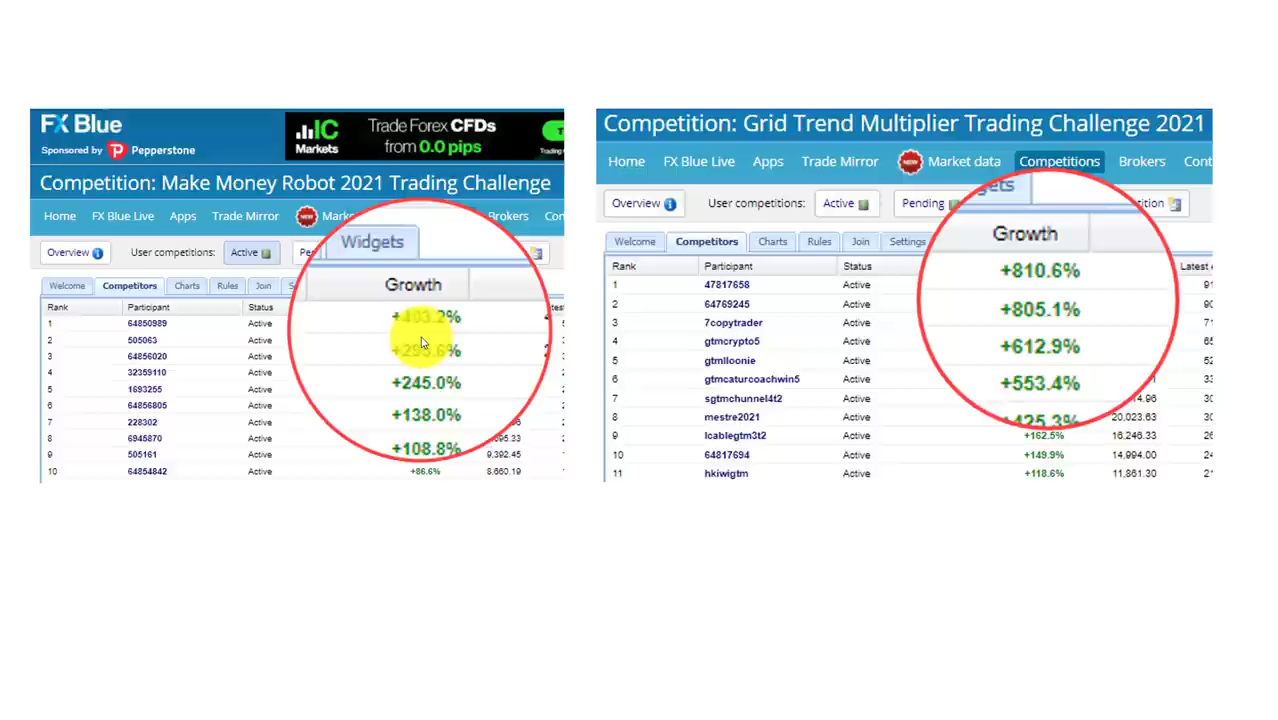 FX Blue
Sponsored by Pepperstone
IC Markets
Trade Forex CFDs
from 0.0 pips
Trading
Competition: Make Money Robot 2021 Trading Challenge
Home FX Blue Live Apps Trade Mirror NEW Brokers
Overview User competitions: Active
Welcome Competitors Charts Rules Join
Widgets
Rank Participant Status Growth
1 64850989 Active +403.2%
2 505063 Active
3 64856020 Active +245.0%
4 32359110 Active +138.0%
5 1693255 Active +108.8%
6 64856805 Active
7 228302 Active
8 6945870 Active
9 505161 Active 9,392.45
10 64854842 Active +86.6% 8,660.19
Competition: Grid Trend Multiplier Trading Challenge 2021
Home FX Blue Live Apps Trade Mirror NEW Market data Competitions Brokers
Overview User competitions: Active Pending
Welcome Competitors Charts Rules Join Settings
Rank Participant Status Growth Latest
1 47817658 Active +810.6%
2 64769245 Active +805.1%
3 7copytrader Active +612.9%
4 gtmcrypto5 Active +553.4%
5 gtmlloonie Active +425.3%
6 gtmcaturcoachwin5 Active
7 sgtmchunnel4t2 Active
8 mestre2021 Active 20,023.63
9 lcablegtm3t2 Active +162.5% 16,246.33
10 64817694 Active +149.9% 14,994.00
11 hkiwigtm Active +118.6% 11,861.30